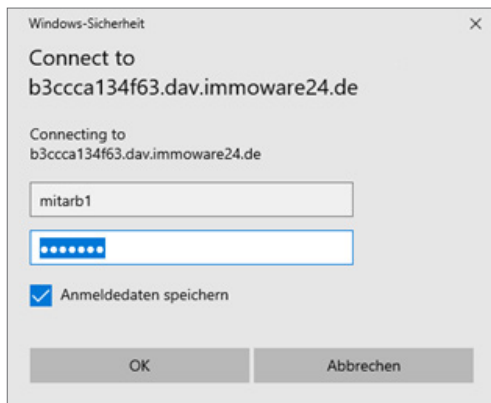 Windows-Sicherheit
Connect to
b3ccca134f63.dav.immoware24.de
Connecting to
b3ccca134f63.dav.immoware24.de
mitarb1
•••••••
Anmeldedaten speichern
OK
Abbrechen